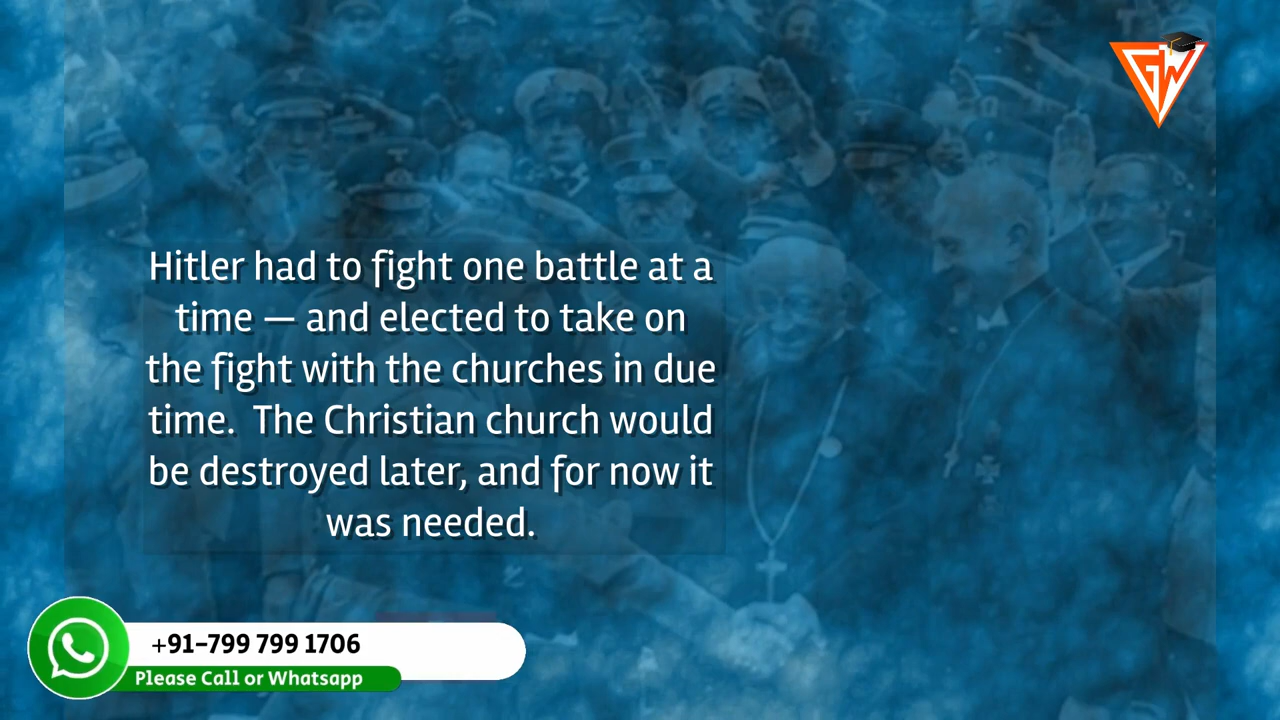 GW
Hitler had to fight one battle at a
time — and elected to take on
the fight with the churches in due
time.  The Christian church would
be destroyed later, and for now it
was needed.
+91-799 799 1706
Please Call or Whatsapp